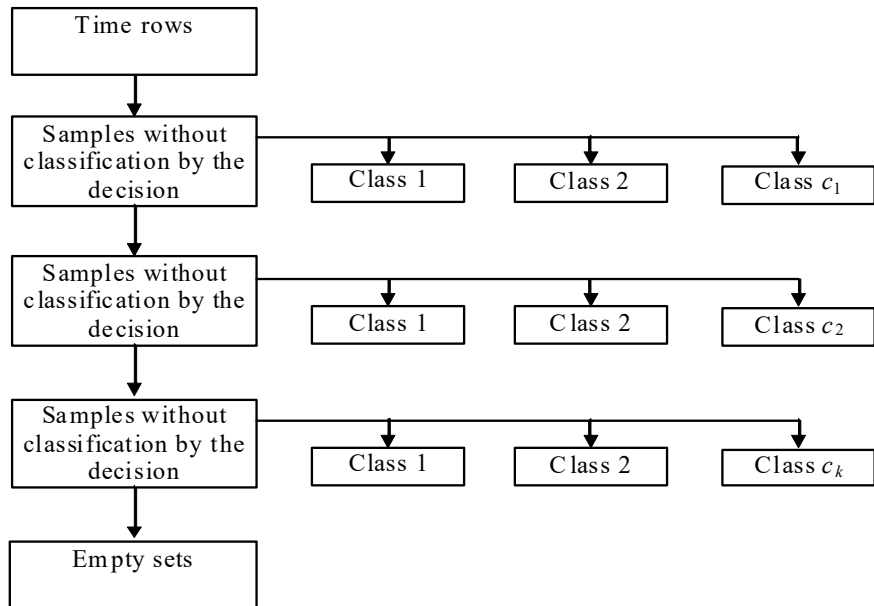 Time rows
Samples without
classification by the
decision
Class 1
Class 2
Class c₁
Samples without
classification by the
decision
Class 1
Class 2
Class c₂
Samples without
classification by the
decision
Class 1
Class 2
Class cₖ
Empty sets